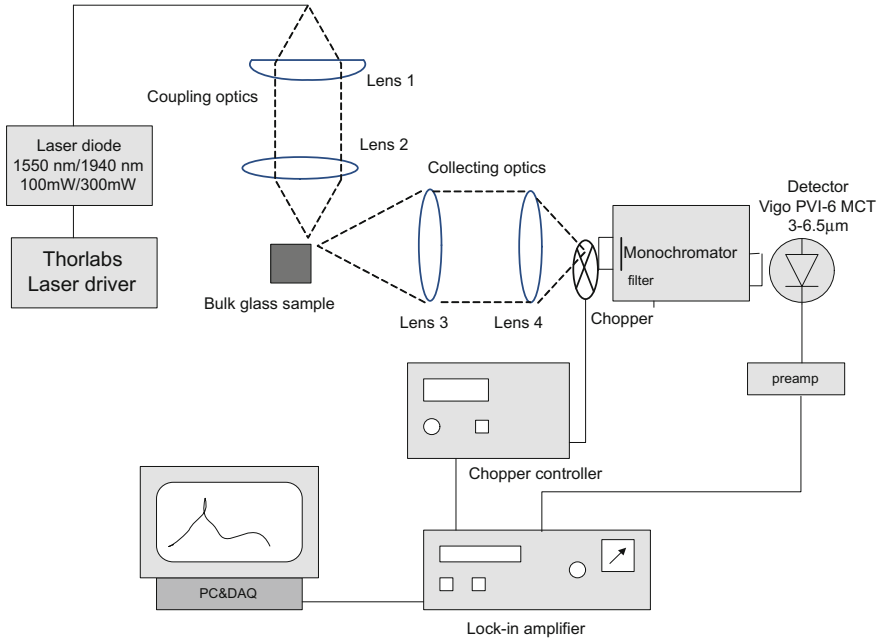 Lens 1
Coupling optics
Laser diode
1550 nm/1940 nm
100mW/300mW
Lens 2
Collecting optics
Detector
Vigo PVI-6 MCT
3-6.5μm
Thorlabs
Laser driver
Monochromator
filter
Bulk glass sample
Lens 3
Lens 4
Chopper
preamp
Chopper controller
PC&DAQ
Lock-in amplifier